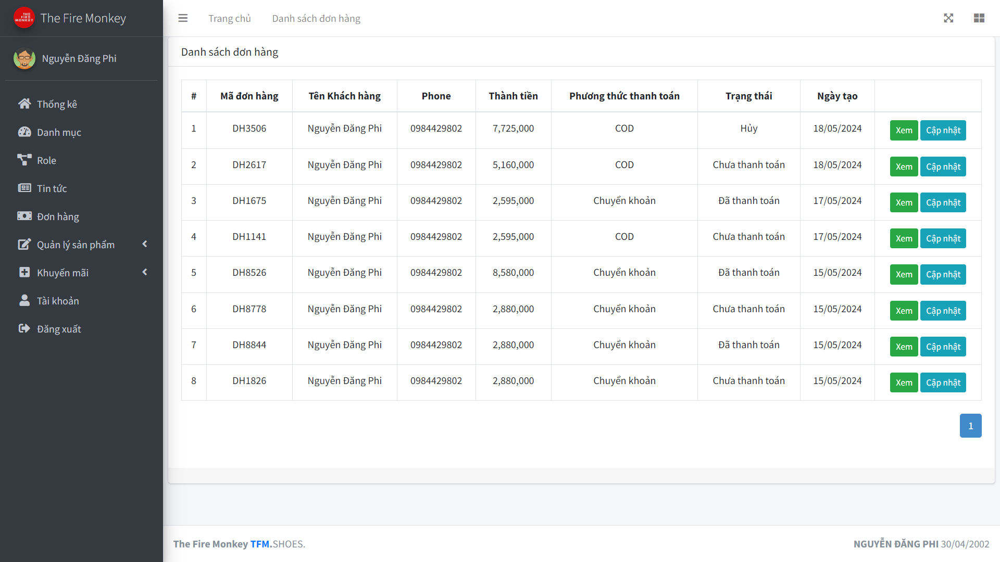 THE
FIRE
MONKEY
The Fire Monkey
Trang chủ
Danh sách đơn hàng
Nguyễn Đăng Phi
Thống kê
Danh mục
Role
Tin tức
Đơn hàng
Quản lý sản phẩm
Khuyến mãi
Tài khoản
Đăng xuất
Danh sách đơn hàng
# Mã đơn hàng Tên Khách hàng Phone Thành tiền Phương thức thanh toán Trạng thái Ngày tạo
1 DH3506 Nguyễn Đăng Phi 0984429802 7,725,000 COD Hủy 18/05/2024 Xem Cập nhật
2 DH2617 Nguyễn Đăng Phi 0984429802 5,160,000 COD Chưa thanh toán 18/05/2024 Xem Cập nhật
3 DH1675 Nguyễn Đăng Phi 0984429802 2,595,000 Chuyển khoản Đã thanh toán 17/05/2024 Xem Cập nhật
4 DH1141 Nguyễn Đăng Phi 0984429802 2,595,000 COD Chưa thanh toán 17/05/2024 Xem Cập nhật
5 DH8526 Nguyễn Đăng Phi 0984429802 8,580,000 Chuyển khoản Đã thanh toán 15/05/2024 Xem Cập nhật
6 DH8778 Nguyễn Đăng Phi 0984429802 2,880,000 Chuyển khoản Chưa thanh toán 15/05/2024 Xem Cập nhật
7 DH8844 Nguyễn Đăng Phi 0984429802 2,880,000 Chuyển khoản Đã thanh toán 15/05/2024 Xem Cập nhật
8 DH1826 Nguyễn Đăng Phi 0984429802 2,880,000 Chuyển khoản Chưa thanh toán 15/05/2024 Xem Cập nhật
1
The Fire Monkey TFM.SHOES.
NGUYỄN ĐĂNG PHI 30/04/2002